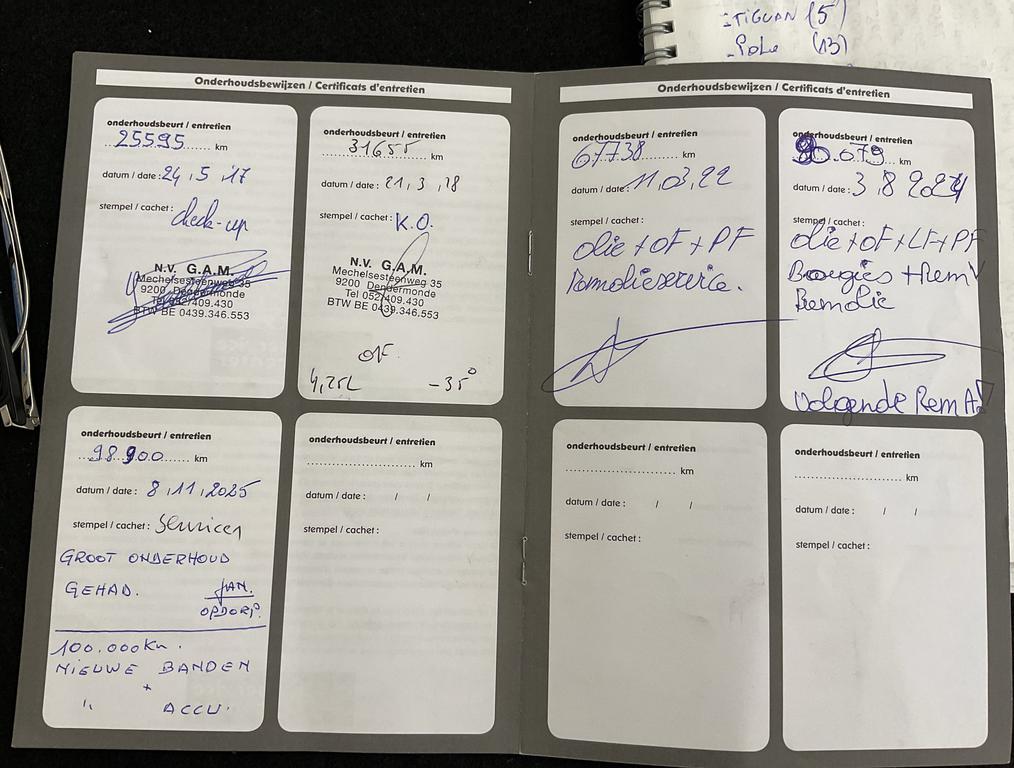 -TIGUAN (5)
-Polo (13)
Onderhoudsbewijzen / Certificats d'entretien
onderhoudsbeurt / entretien
25595 km
datum / date : 24 , 5 , 17
stempel / cachet :
check-up
N.V. G.A.M.
Mechelsesteenweg 35
9200 Dendermonde
Tel 052/409.430
BTW BE 0439.346.553
onderhoudsbeurt / entretien
31655 km
datum / date : 21 , 3 , 18
stempel / cachet : K.O.
N.V. G.A.M.
Mechelsesteenweg 35
9200 Dendermonde
Tel 052/409.430
BTW BE 0439.346.553
OF.
4,25L -35°
onderhoudsbeurt / entretien
98900 km
datum / date : 8 , 11 , 2025
stempel / cachet :
GROOT ONDERHOUD
GEHAD. JAN.
OPDORP.
100.000Km.
NIEUWE BANDEN
+
" ACCU.
onderhoudsbeurt / entretien
km
datum / date : / /
stempel / cachet :
Onderhoudsbewijzen / Certificats d'entretien
onderhoudsbeurt / entretien
67738 km
datum / date : 11,03,22
stempel / cachet :
olie + OF + PF
Remolieservice.
onderhoudsbeurt / entretien
90.079 km
datum / date : 3 , 8 2024
stempel / cachet :
olie + OF + LF + PF
Bougies + Rem V
Remolie
Volgende Rem A!
onderhoudsbeurt / entretien
km
datum / date : / /
stempel / cachet :
onderhoudsbeurt / entretien
km
datum / date : / /
stempel / cachet :